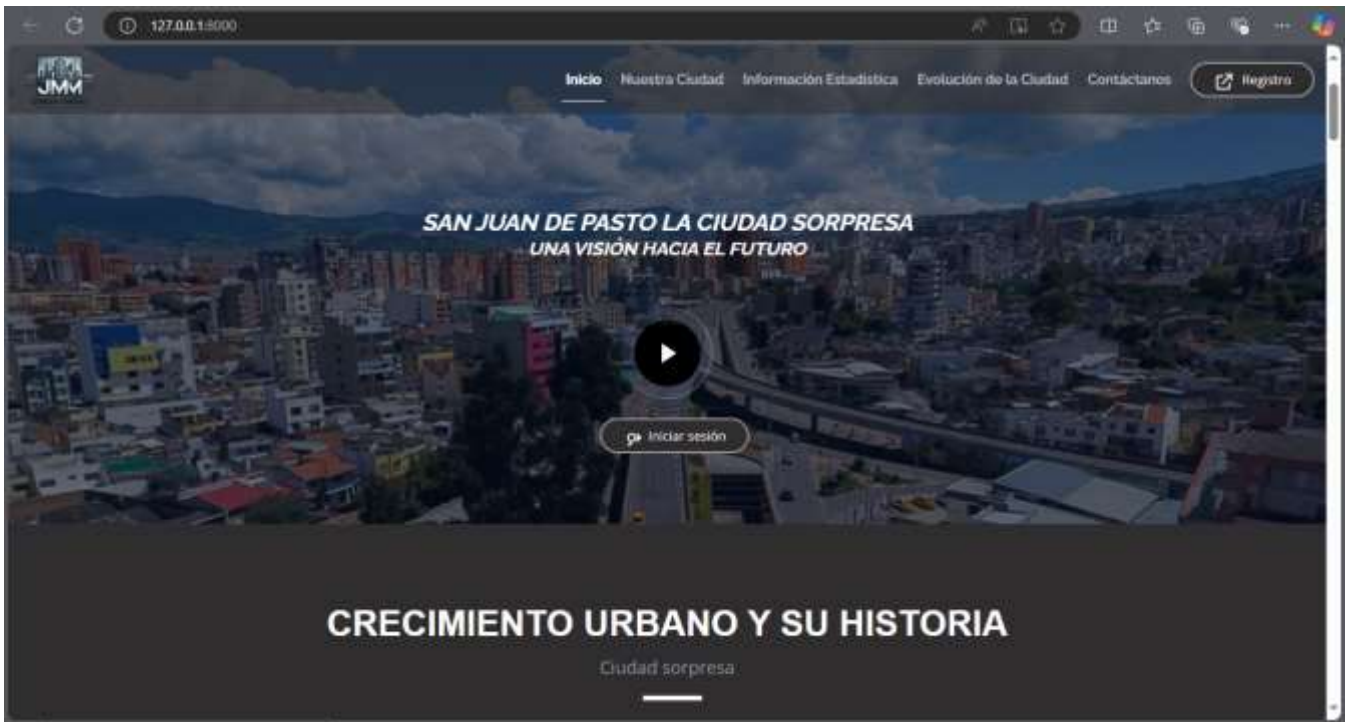 127.0.0.1:8000
JMM
Inicio Nuestra Ciudad Información Estadística Evolución de la Ciudad Contáctanos Registro
SAN JUAN DE PASTO LA CIUDAD SORPRESA
UNA VISIÓN HACIA EL FUTURO
Iniciar sesión
CRECIMIENTO URBANO Y SU HISTORIA
Ciudad sorpresa